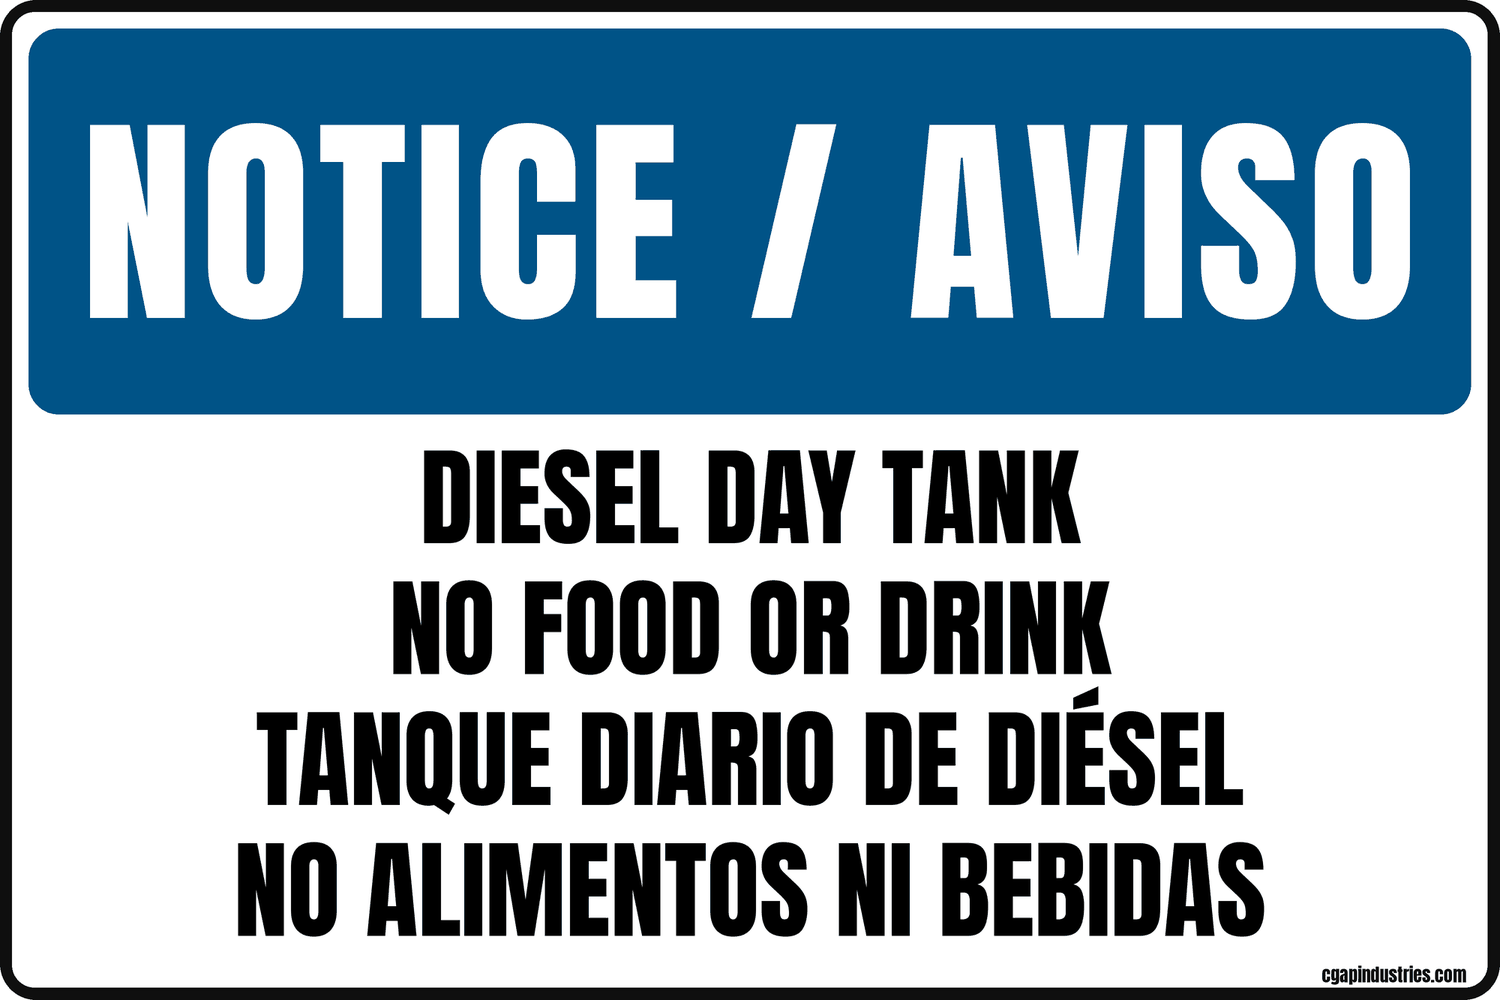 NOTICE / AVISO
DIESEL DAY TANK
NO FOOD OR DRINK
TANQUE DIARIO DE DIÉSEL
NO ALIMENTOS NI BEBIDAS
cgapindustries.com